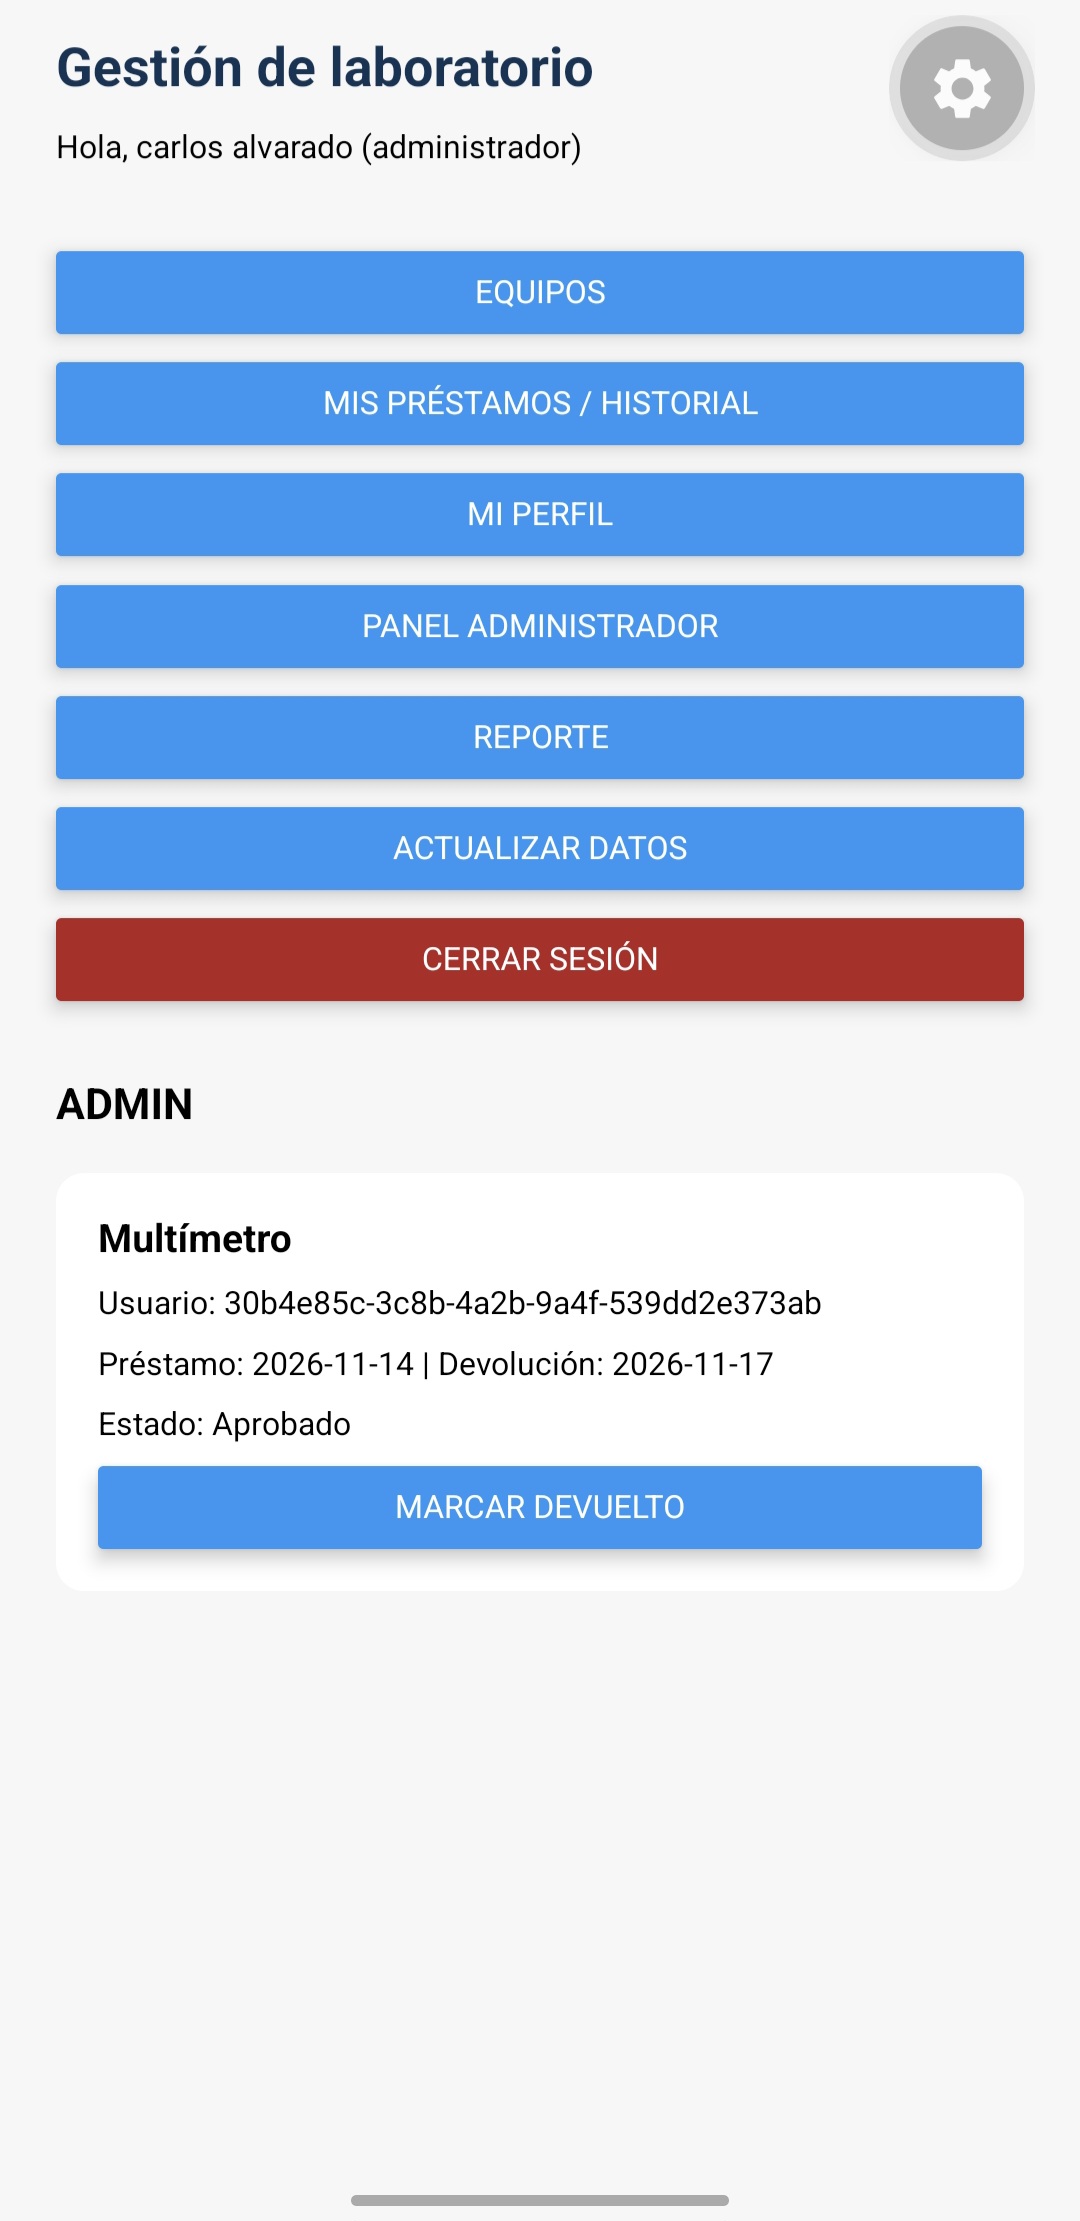 Gestión de laboratorio
Hola, carlos alvarado (administrador)
EQUIPOS
MIS PRÉSTAMOS / HISTORIAL
MI PERFIL
PANEL ADMINISTRADOR
REPORTE
ACTUALIZAR DATOS
CERRAR SESIÓN
ADMIN
Multímetro
Usuario: 30b4e85c-3c8b-4a2b-9a4f-539dd2e373ab
Préstamo: 2026-11-14 | Devolución: 2026-11-17
Estado: Aprobado
MARCAR DEVUELTO